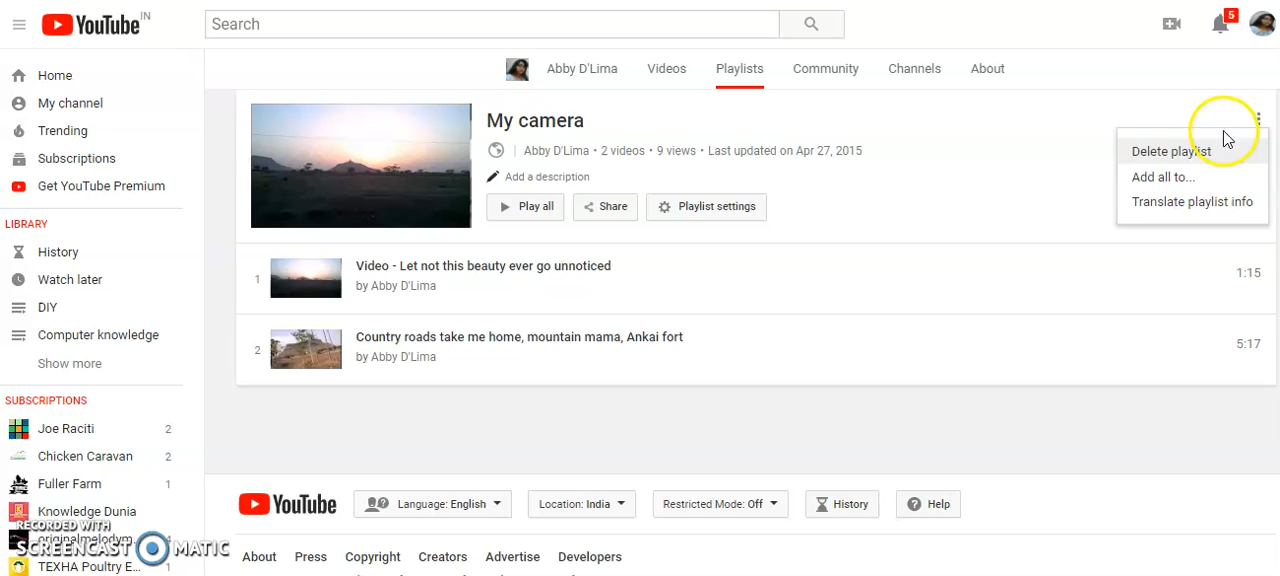 YouTube IN
Search
5
Home
My channel
Trending
Subscriptions
Get YouTube Premium
LIBRARY
History
Watch later
DIY
Computer knowledge
Show more
SUBSCRIPTIONS
Joe Raciti 2
Chicken Caravan 2
Fuller Farm 1
Knowledge Dunia
originalmelodym...
TEXHA Poultry E... 1
RECORDED WITH
SCREENCAST MATIC
Abby D'Lima Videos Playlists Community Channels About
My camera
Abby D'Lima • 2 videos • 9 views • Last updated on Apr 27, 2015
Add a description
Play all Share Playlist settings
Delete playlist
Add all to...
Translate playlist info
1 Video - Let not this beauty ever go unnoticed 1:15
by Abby D'Lima
2 Country roads take me home, mountain mama, Ankai fort 5:17
by Abby D'Lima
YouTube Language: English Location: India Restricted Mode: Off History Help
About Press Copyright Creators Advertise Developers